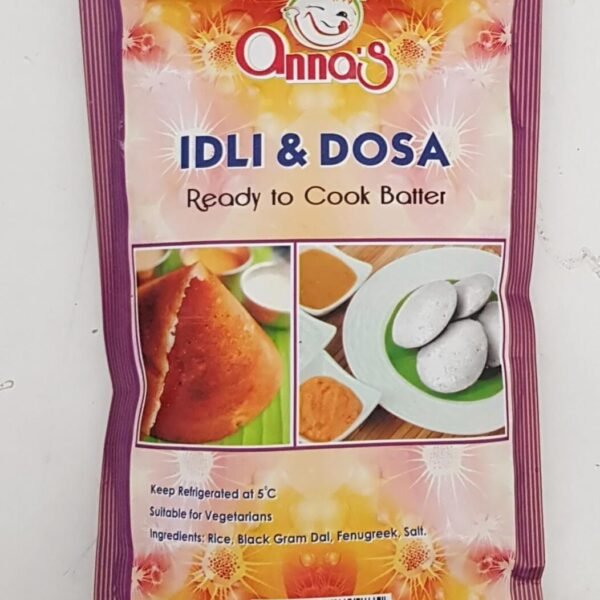 anna's
IDLI & DOSA
Ready to Cook Batter
Keep Refrigerated at 5°C
Suitable for Vegetarians
Ingredients: Rice, Black Gram Dal, Fenugreek, Salt.